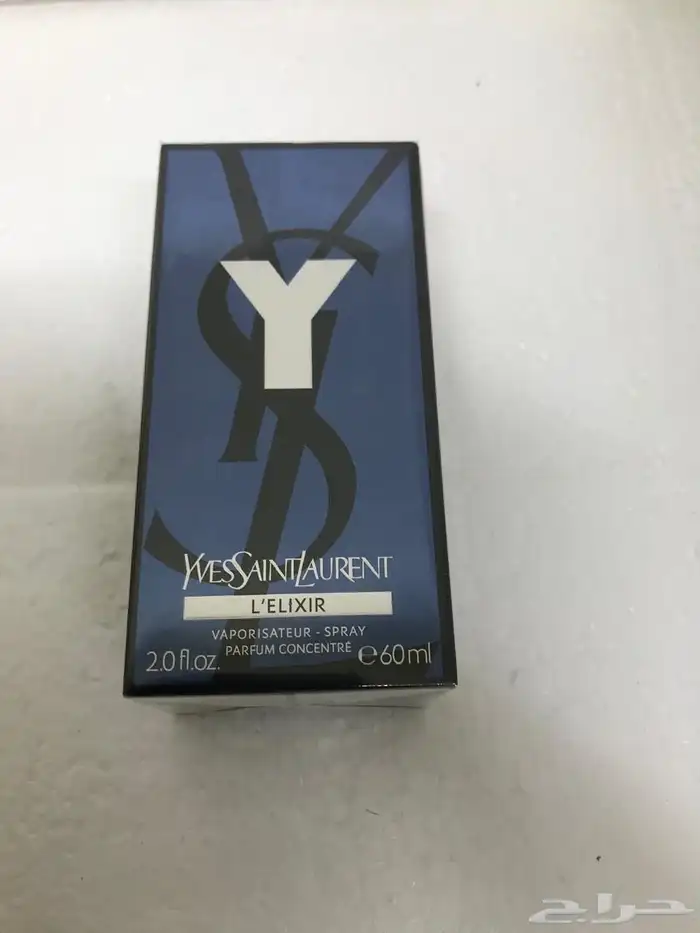 Y
YVESSAINTLAURENT
L'ELIXIR
VAPORISATEUR - SPRAY
PARFUM CONCENTRÉ
2.0 fl.oz. ℮60ml
حراج